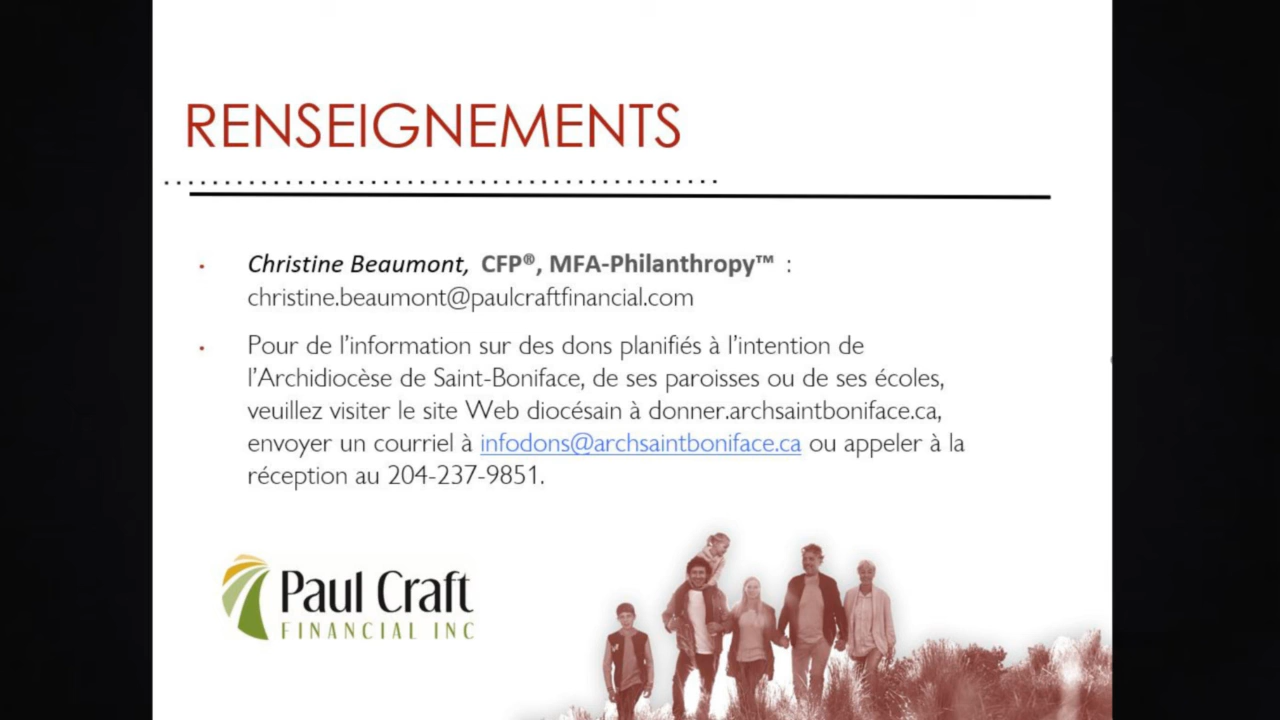 RENSEIGNEMENTS
• Christine Beaumont, CFP®, MFA-Philanthropy™ :
christine.beaumont@paulcraftfinancial.com
• Pour de l’information sur des dons planifiés à l’intention de
l’Archidiocèse de Saint-Boniface, de ses paroisses ou de ses écoles,
veuillez visiter le site Web diocésain à donner.archsaintboniface.ca,
envoyer un courriel à infodons@archsaintboniface.ca ou appeler à la
réception au 204-237-9851.
Paul Craft
FINANCIAL INC